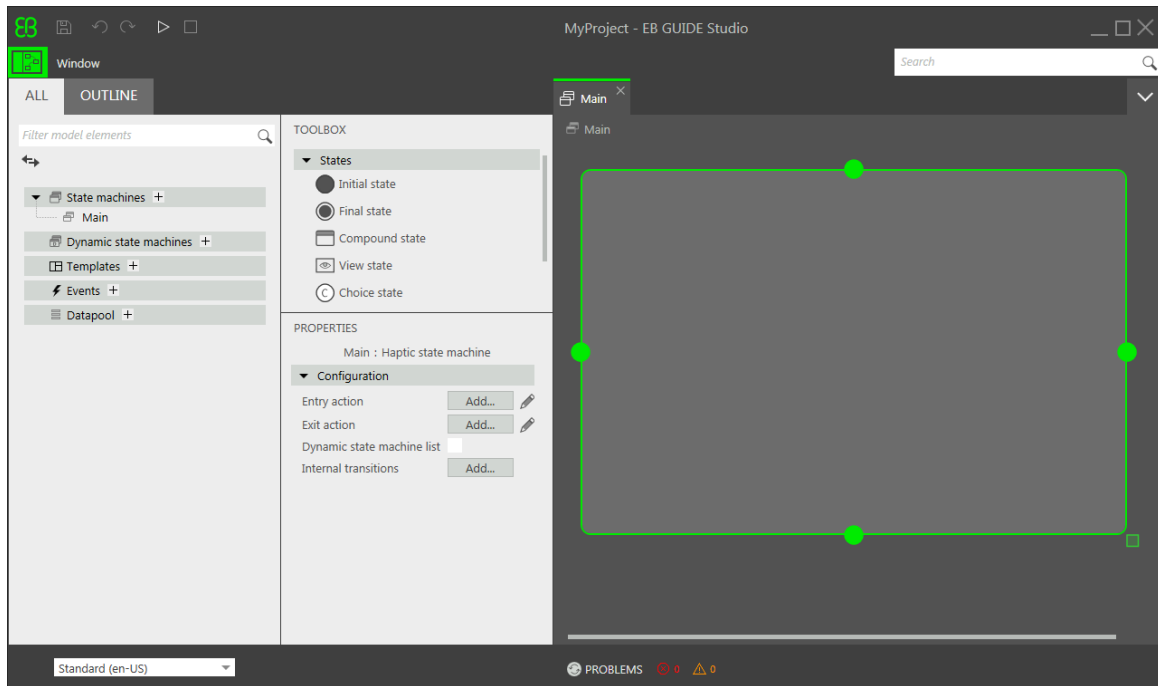 EB
MyProject - EB GUIDE Studio
Window
Search
ALL
OUTLINE
Filter model elements
State machines +
Main
Dynamic state machines +
Templates +
Events +
Datapool +
TOOLBOX
States
Initial state
Final state
Compound state
View state
C Choice state
PROPERTIES
Main : Haptic state machine
Configuration
Entry action Add...
Exit action Add...
Dynamic state machine list
Internal transitions Add...
Main
Main
Standard (en-US)
PROBLEMS 0 0